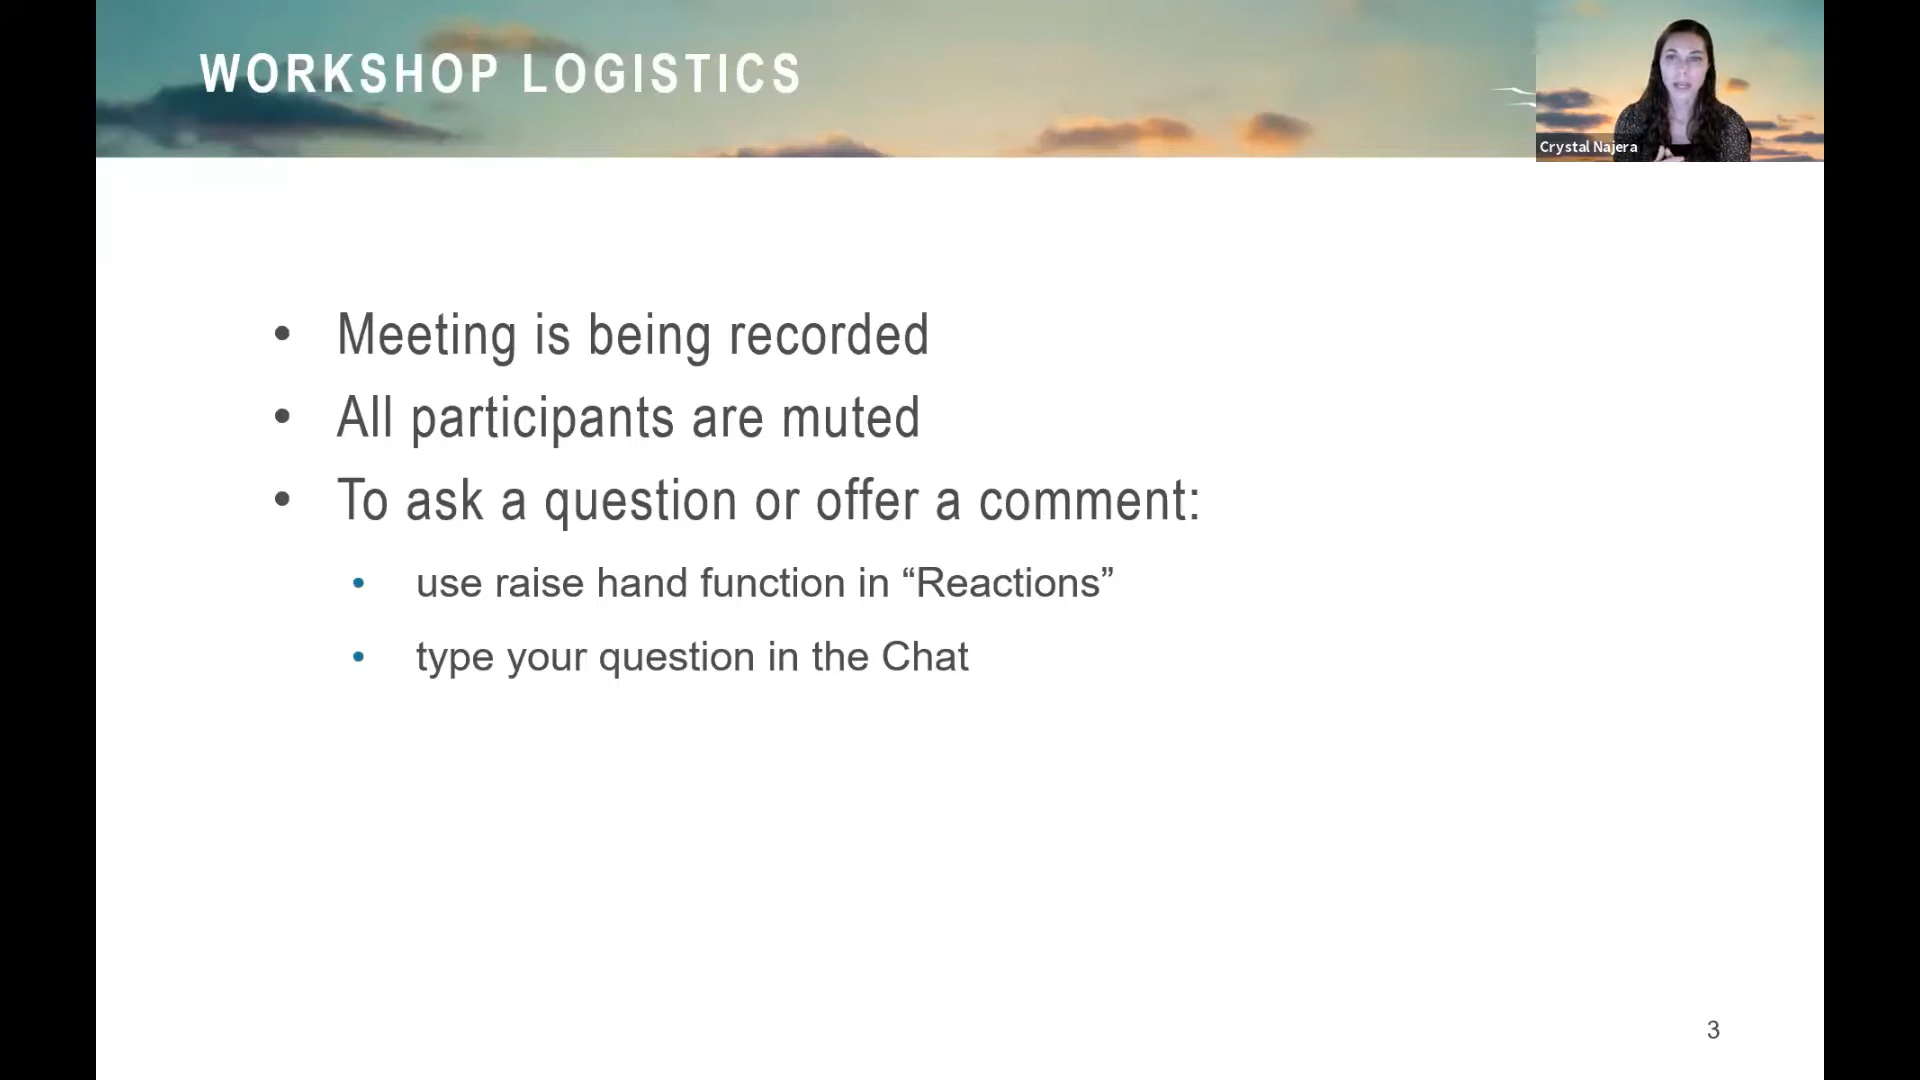 WORKSHOP LOGISTICS
Crystal Najera
• Meeting is being recorded
• All participants are muted
• To ask a question or offer a comment:
• use raise hand function in “Reactions”
• type your question in the Chat
3